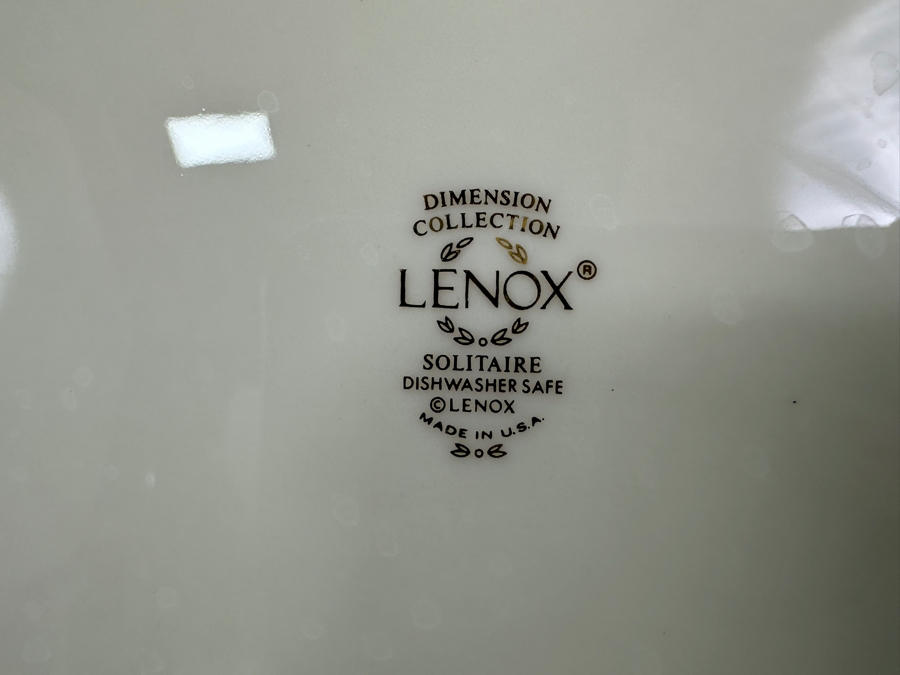 DIMENSION
COLLECTION
LENOX®
SOLITAIRE
DISHWASHER SAFE
©LENOX
MADE IN U.S.A.